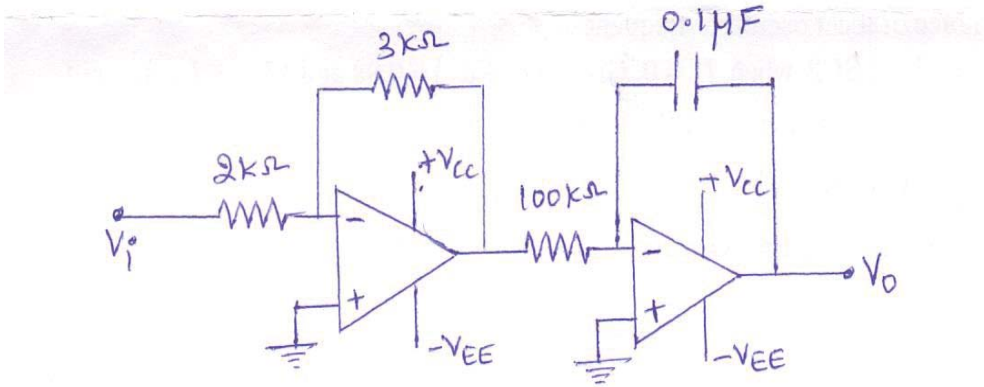 0.1μF
3kΩ
2kΩ
+Vcc
100kΩ
+Vcc
Vi
-
-
Vo
+
+
-VEE
-VEE